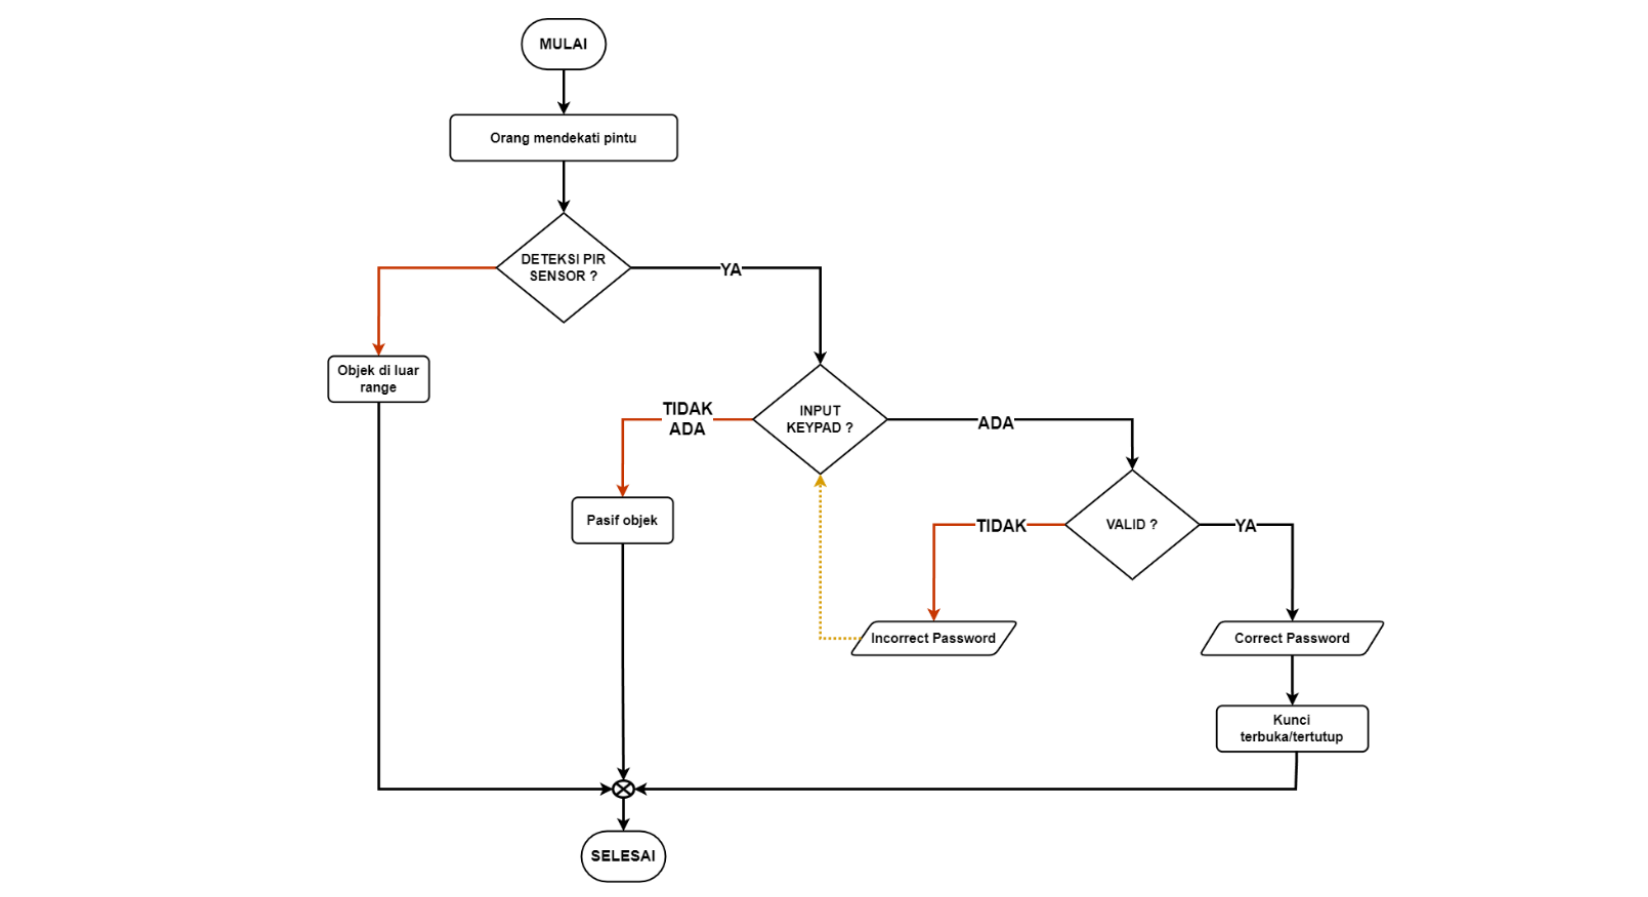 MULAI
Orang mendekati pintu
DETEKSI PIR
SENSOR ?
YA
Objek di luar
range
TIDAK
ADA
INPUT
KEYPAD ?
ADA
Pasif objek
TIDAK
VALID ?
YA
Incorrect Password
Correct Password
Kunci
terbuka/tertutup
SELESAI